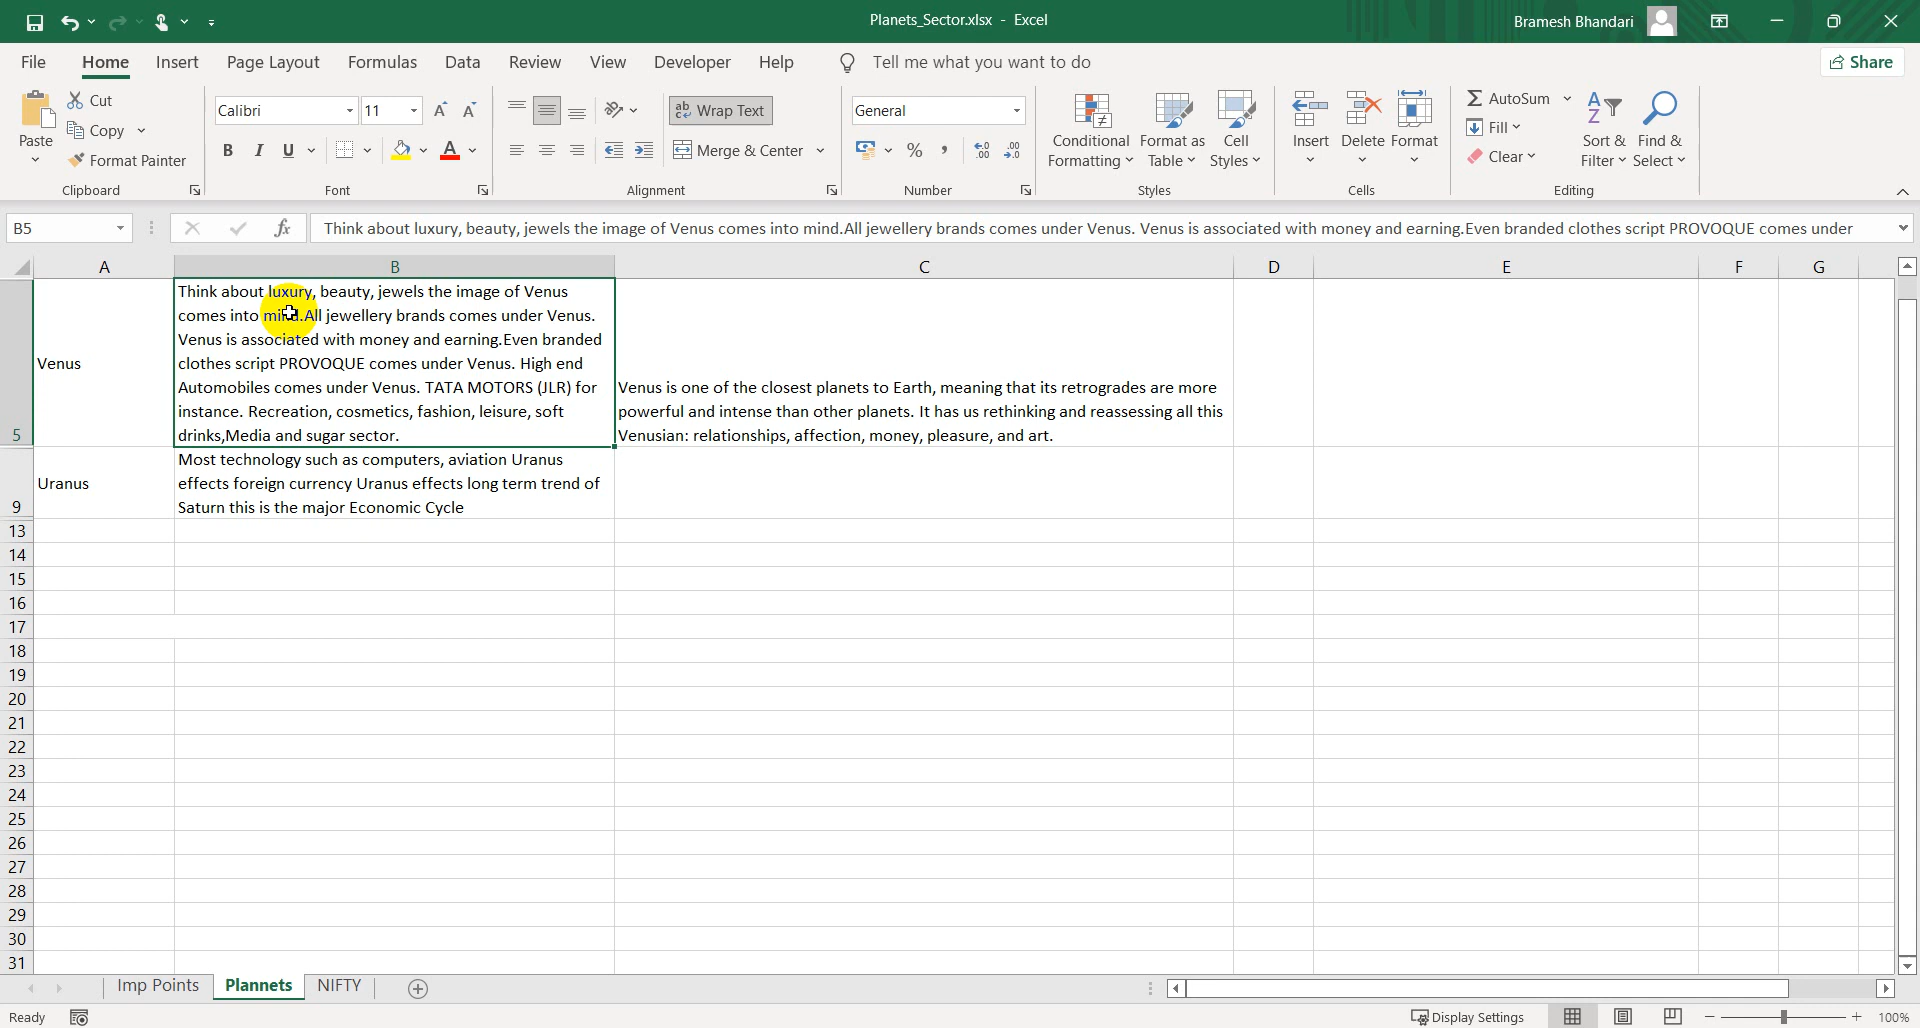 Planets_Sector.xlsx - Excel
Bramesh Bhandari
File Home Insert Page Layout Formulas Data Review View Developer Help Tell me what you want to do
Share
Paste
Cut
Copy
Format Painter
Clipboard
Calibri 11
B I U A
Font
ab Wrap Text
Merge & Center
Alignment
General
% ,
Number
Conditional Formatting
Format as Table
Cell Styles
Styles
Insert Delete Format
Cells
AutoSum
Fill
Clear
Sort & Filter
Find & Select
Editing
B5
fx
Think about luxury, beauty, jewels the image of Venus comes into mind.All jewellery brands comes under Venus. Venus is associated with money and earning.Even branded clothes script PROVOQUE comes under
A B C D E F G
Think about luxury, beauty, jewels the image of Venus
comes into mind.All jewellery brands comes under Venus.
Venus is associated with money and earning.Even branded
clothes script PROVOQUE comes under Venus. High end
Automobiles comes under Venus. TATA MOTORS (JLR) for
instance. Recreation, cosmetics, fashion, leisure, soft
drinks,Media and sugar sector.
Venus
5
Venus is one of the closest planets to Earth, meaning that its retrogrades are more
powerful and intense than other planets. It has us rethinking and reassessing all this
Venusian: relationships, affection, money, pleasure, and art.
Most technology such as computers, aviation Uranus
effects foreign currency Uranus effects long term trend of
Saturn this is the major Economic Cycle
Uranus
9
13
14
15
16
17
18
19
20
21
22
23
24
25
26
27
28
29
30
31
Imp Points Plannets NIFTY
Ready
Display Settings
100%